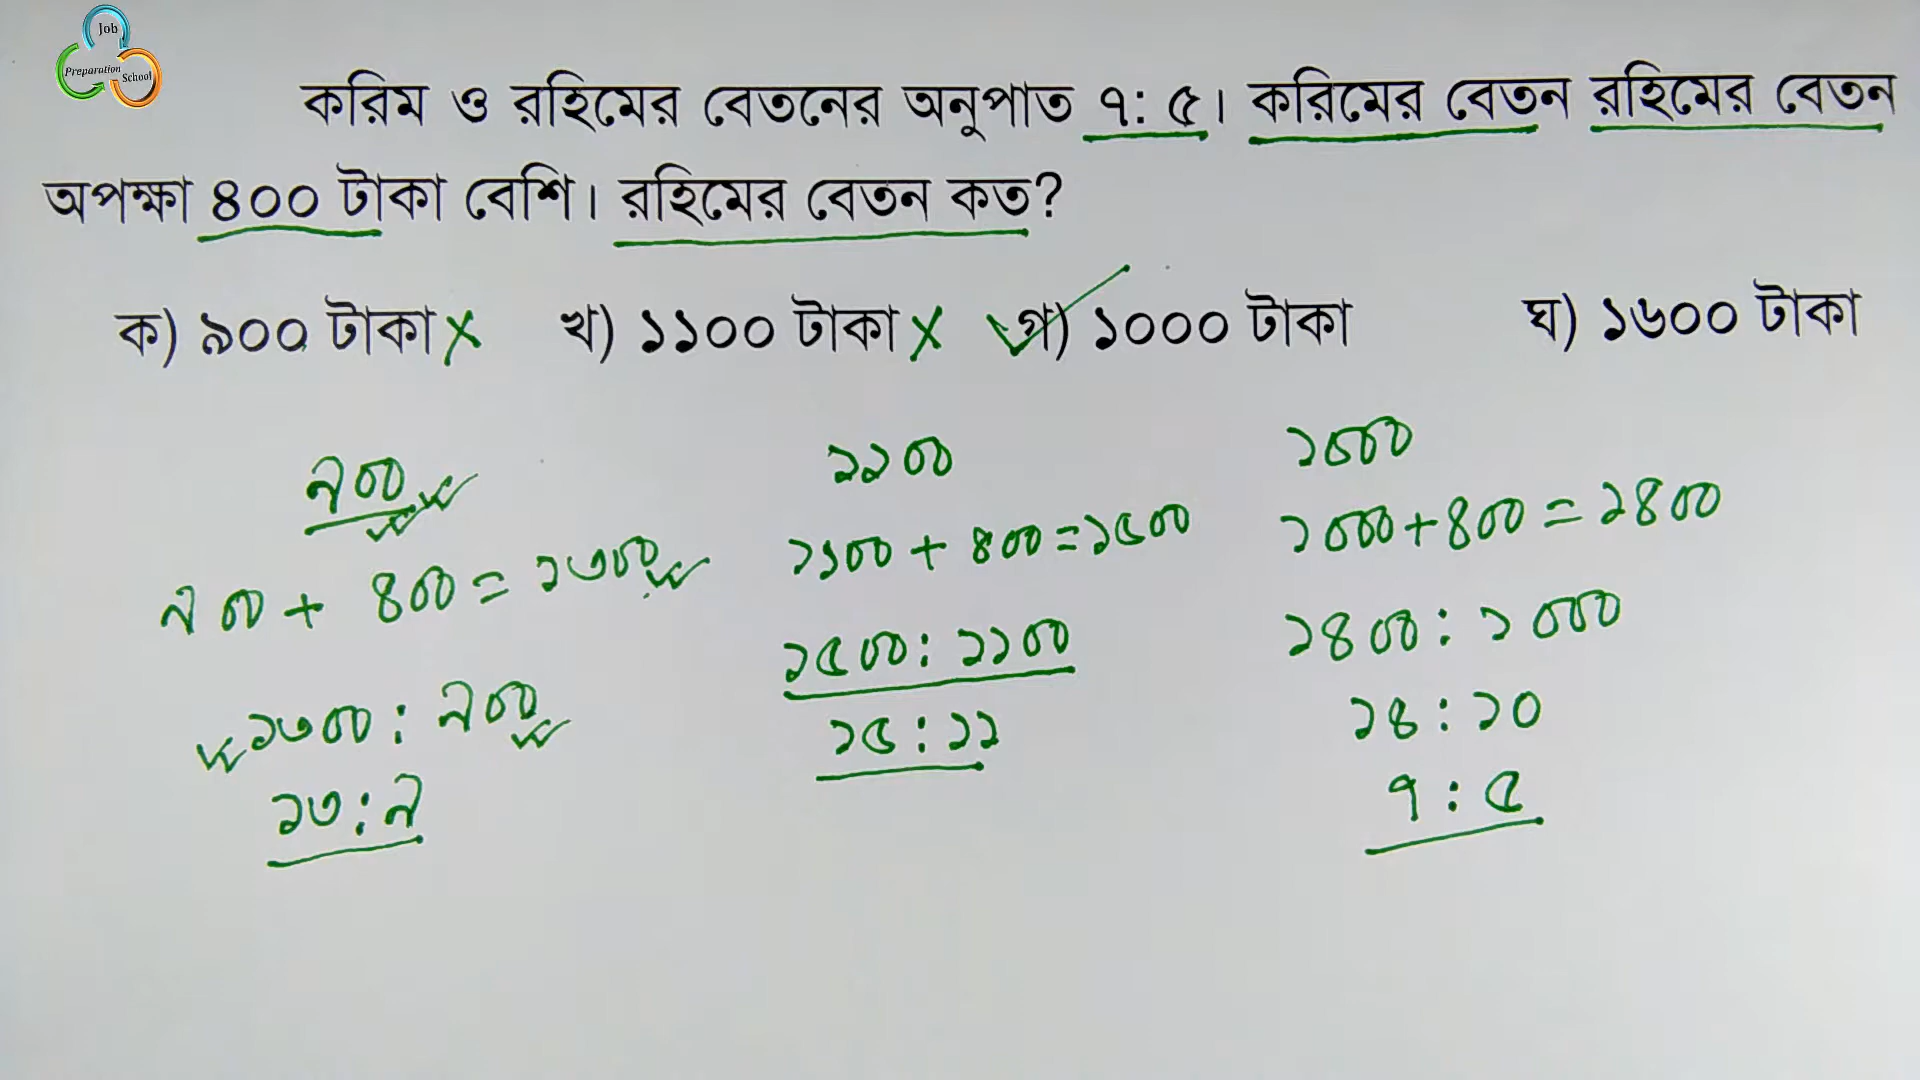 Job
Preparation
School
করিম ও রহিমের বেতনের অনুপাত ৭: ৫। করিমের বেতন রহিমের বেতন
অপক্ষা ৪০০ টাকা বেশি। রহিমের বেতন কত?
ক) ৯০০ টাকা খ) ১১০০ টাকা গ) ১০০০ টাকা ঘ) ১৬০০ টাকা
৯০০
৯০০ + ৪০০ = ১৩০০
১৩০০ : ৯০০
১৩ : ৯
১১০০
১১০০ + ৪০০ = ১৫০০
১৫০০ : ১১০০
১৫ : ১১
১০০০
১০০০ + ৪০০ = ১৪০০
১৪০০ : ১০০০
১৪ : ১০
৭ : ৫